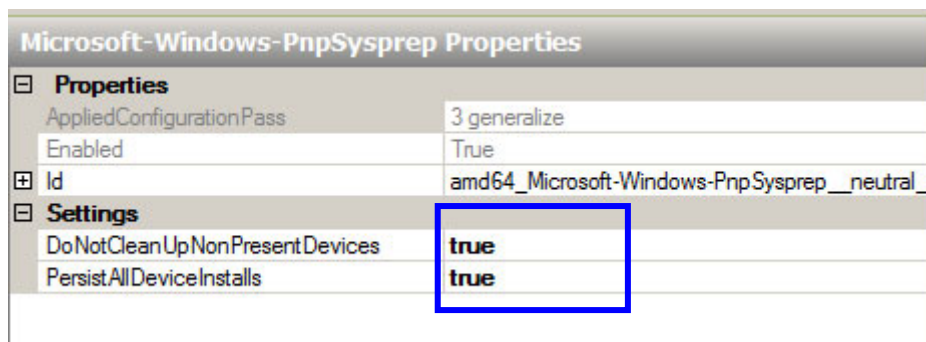 Microsoft-Windows-PnpSysprep Properties
Properties
AppliedConfigurationPass 3 generalize
Enabled True
Id amd64_Microsoft-Windows-PnpSysprep__neutral_
Settings
DoNotCleanUpNonPresentDevices true
PersistAllDeviceInstalls true